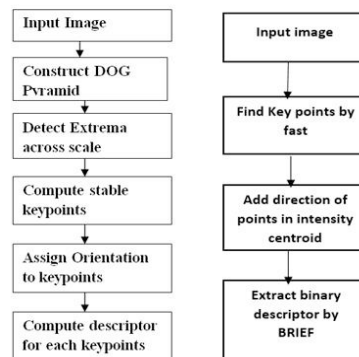 Input Image
Construct DOG
Pyramid
Detect Extrema
across scale
Compute stable
keypoints
Assign Orientation
to keypoints
Compute descriptor
for each keypoints
Input image
Find Key points by
fast
Add direction of
points in intensity
centroid
Extract binary
descriptor by
BRIEF